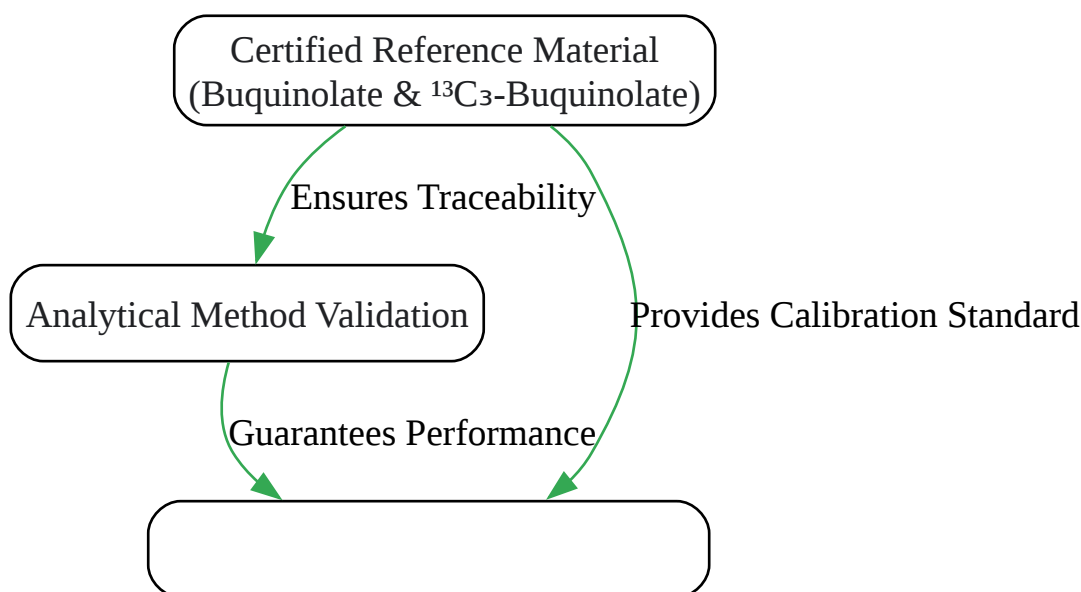 Certified Reference Material
(Buquinolate & ¹³C₃-Buquinolate)
Ensures Traceability
Analytical Method Validation
Provides Calibration Standard
Guarantees Performance